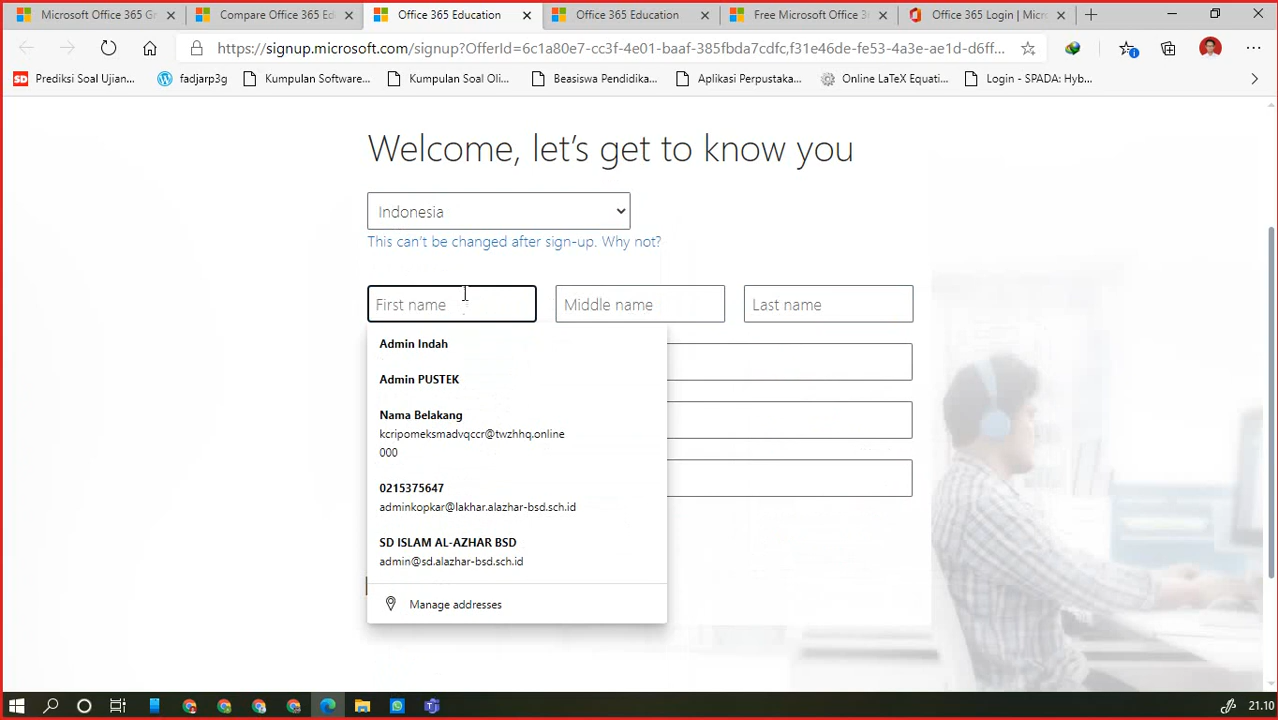 Microsoft Office 365 Gr
Compare Office 365 Ed
Office 365 Education
Office 365 Education
Free Microsoft Office 3
Office 365 Login | Micro
https://signup.microsoft.com/signup?OfferId=6c1a80e7-cc3f-4e01-baaf-385fbda7cdfc,f31e46de-fe53-4a3e-ae1d-d6ff...
SD Prediksi Soal Ujian...
fadjarp3g
Kumpulan Software...
Kumpulan Soal Oli...
Beasiswa Pendidika...
Aplikasi Perpustaka...
Online LaTeX Equati...
Login - SPADA: Hyb...
Welcome, let's get to know you
Indonesia
This can't be changed after sign-up. Why not?
First name
Middle name
Last name
Admin Indah
Admin PUSTEK
Nama Belakang
kcripomeksmadvqccr@twzhhq.online
000
0215375647
adminkopkar@lakhar.alazhar-bsd.sch.id
SD ISLAM AL-AZHAR BSD
admin@sd.alazhar-bsd.sch.id
Manage addresses
21.10